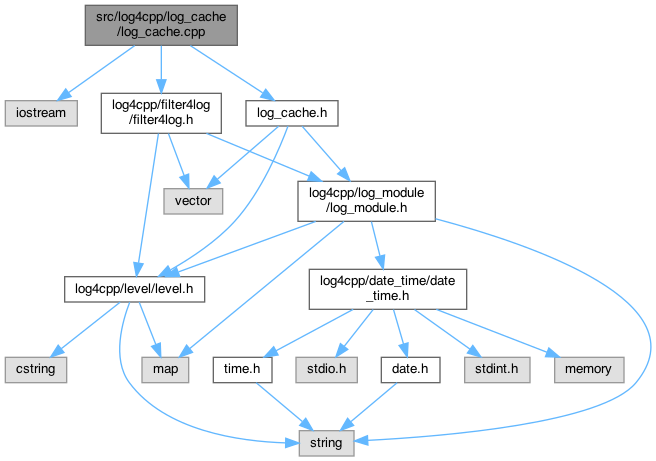 src/log4cpp/log_cache
/log_cache.cpp
iostream
log4cpp/filter4log
/filter4log.h
log_cache.h
vector
log4cpp/log_module
/log_module.h
log4cpp/level/level.h
log4cpp/date_time/date
_time.h
cstring
map
time.h
stdio.h
date.h
stdint.h
memory
string